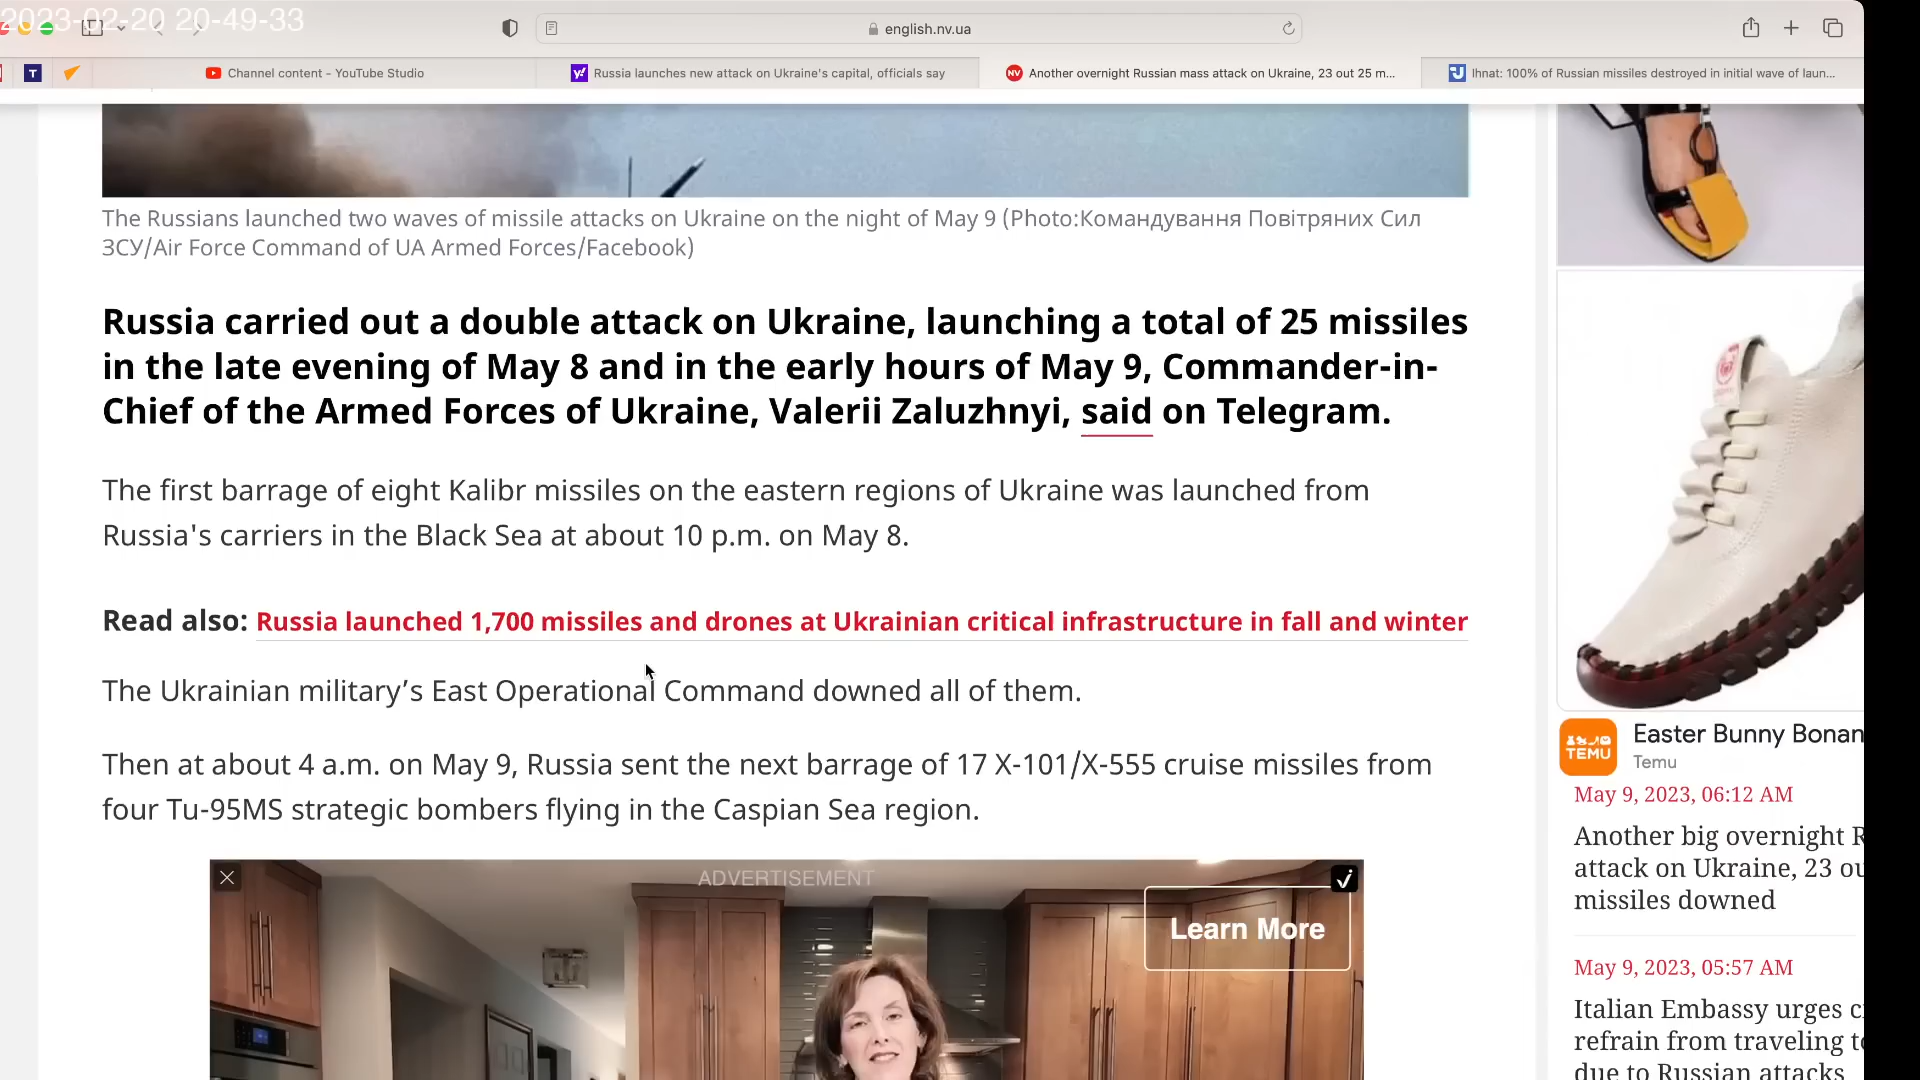 2023-02-20 20-49-33
english.nv.ua
Channel content – YouTube Studio
Russia launches new attack on Ukraine's capital, officials say
Another overnight Russian mass attack on Ukraine, 23 out 25 m...
Ihnat: 100% of Russian missiles destroyed in initial wave of laun...
The Russians launched two waves of missile attacks on Ukraine on the night of May 9 (Photo:Командування Повітряних Сил
ЗСУ/Air Force Command of UA Armed Forces/Facebook)
Russia carried out a double attack on Ukraine, launching a total of 25 missiles
in the late evening of May 8 and in the early hours of May 9, Commander-in-
Chief of the Armed Forces of Ukraine, Valerii Zaluzhnyi, said on Telegram.
The first barrage of eight Kalibr missiles on the eastern regions of Ukraine was launched from
Russia's carriers in the Black Sea at about 10 p.m. on May 8.
Read also: Russia launched 1,700 missiles and drones at Ukrainian critical infrastructure in fall and winter
The Ukrainian military’s East Operational Command downed all of them.
Then at about 4 a.m. on May 9, Russia sent the next barrage of 17 X-101/X-555 cruise missiles from
four Tu-95MS strategic bombers flying in the Caspian Sea region.
ADVERTISEMENT
Learn More
TEMU
Easter Bunny Bonan
Temu
May 9, 2023, 06:12 AM
Another big overnight R
attack on Ukraine, 23 ou
missiles downed
May 9, 2023, 05:57 AM
Italian Embassy urges ci
refrain from traveling to
due to Russian attacks